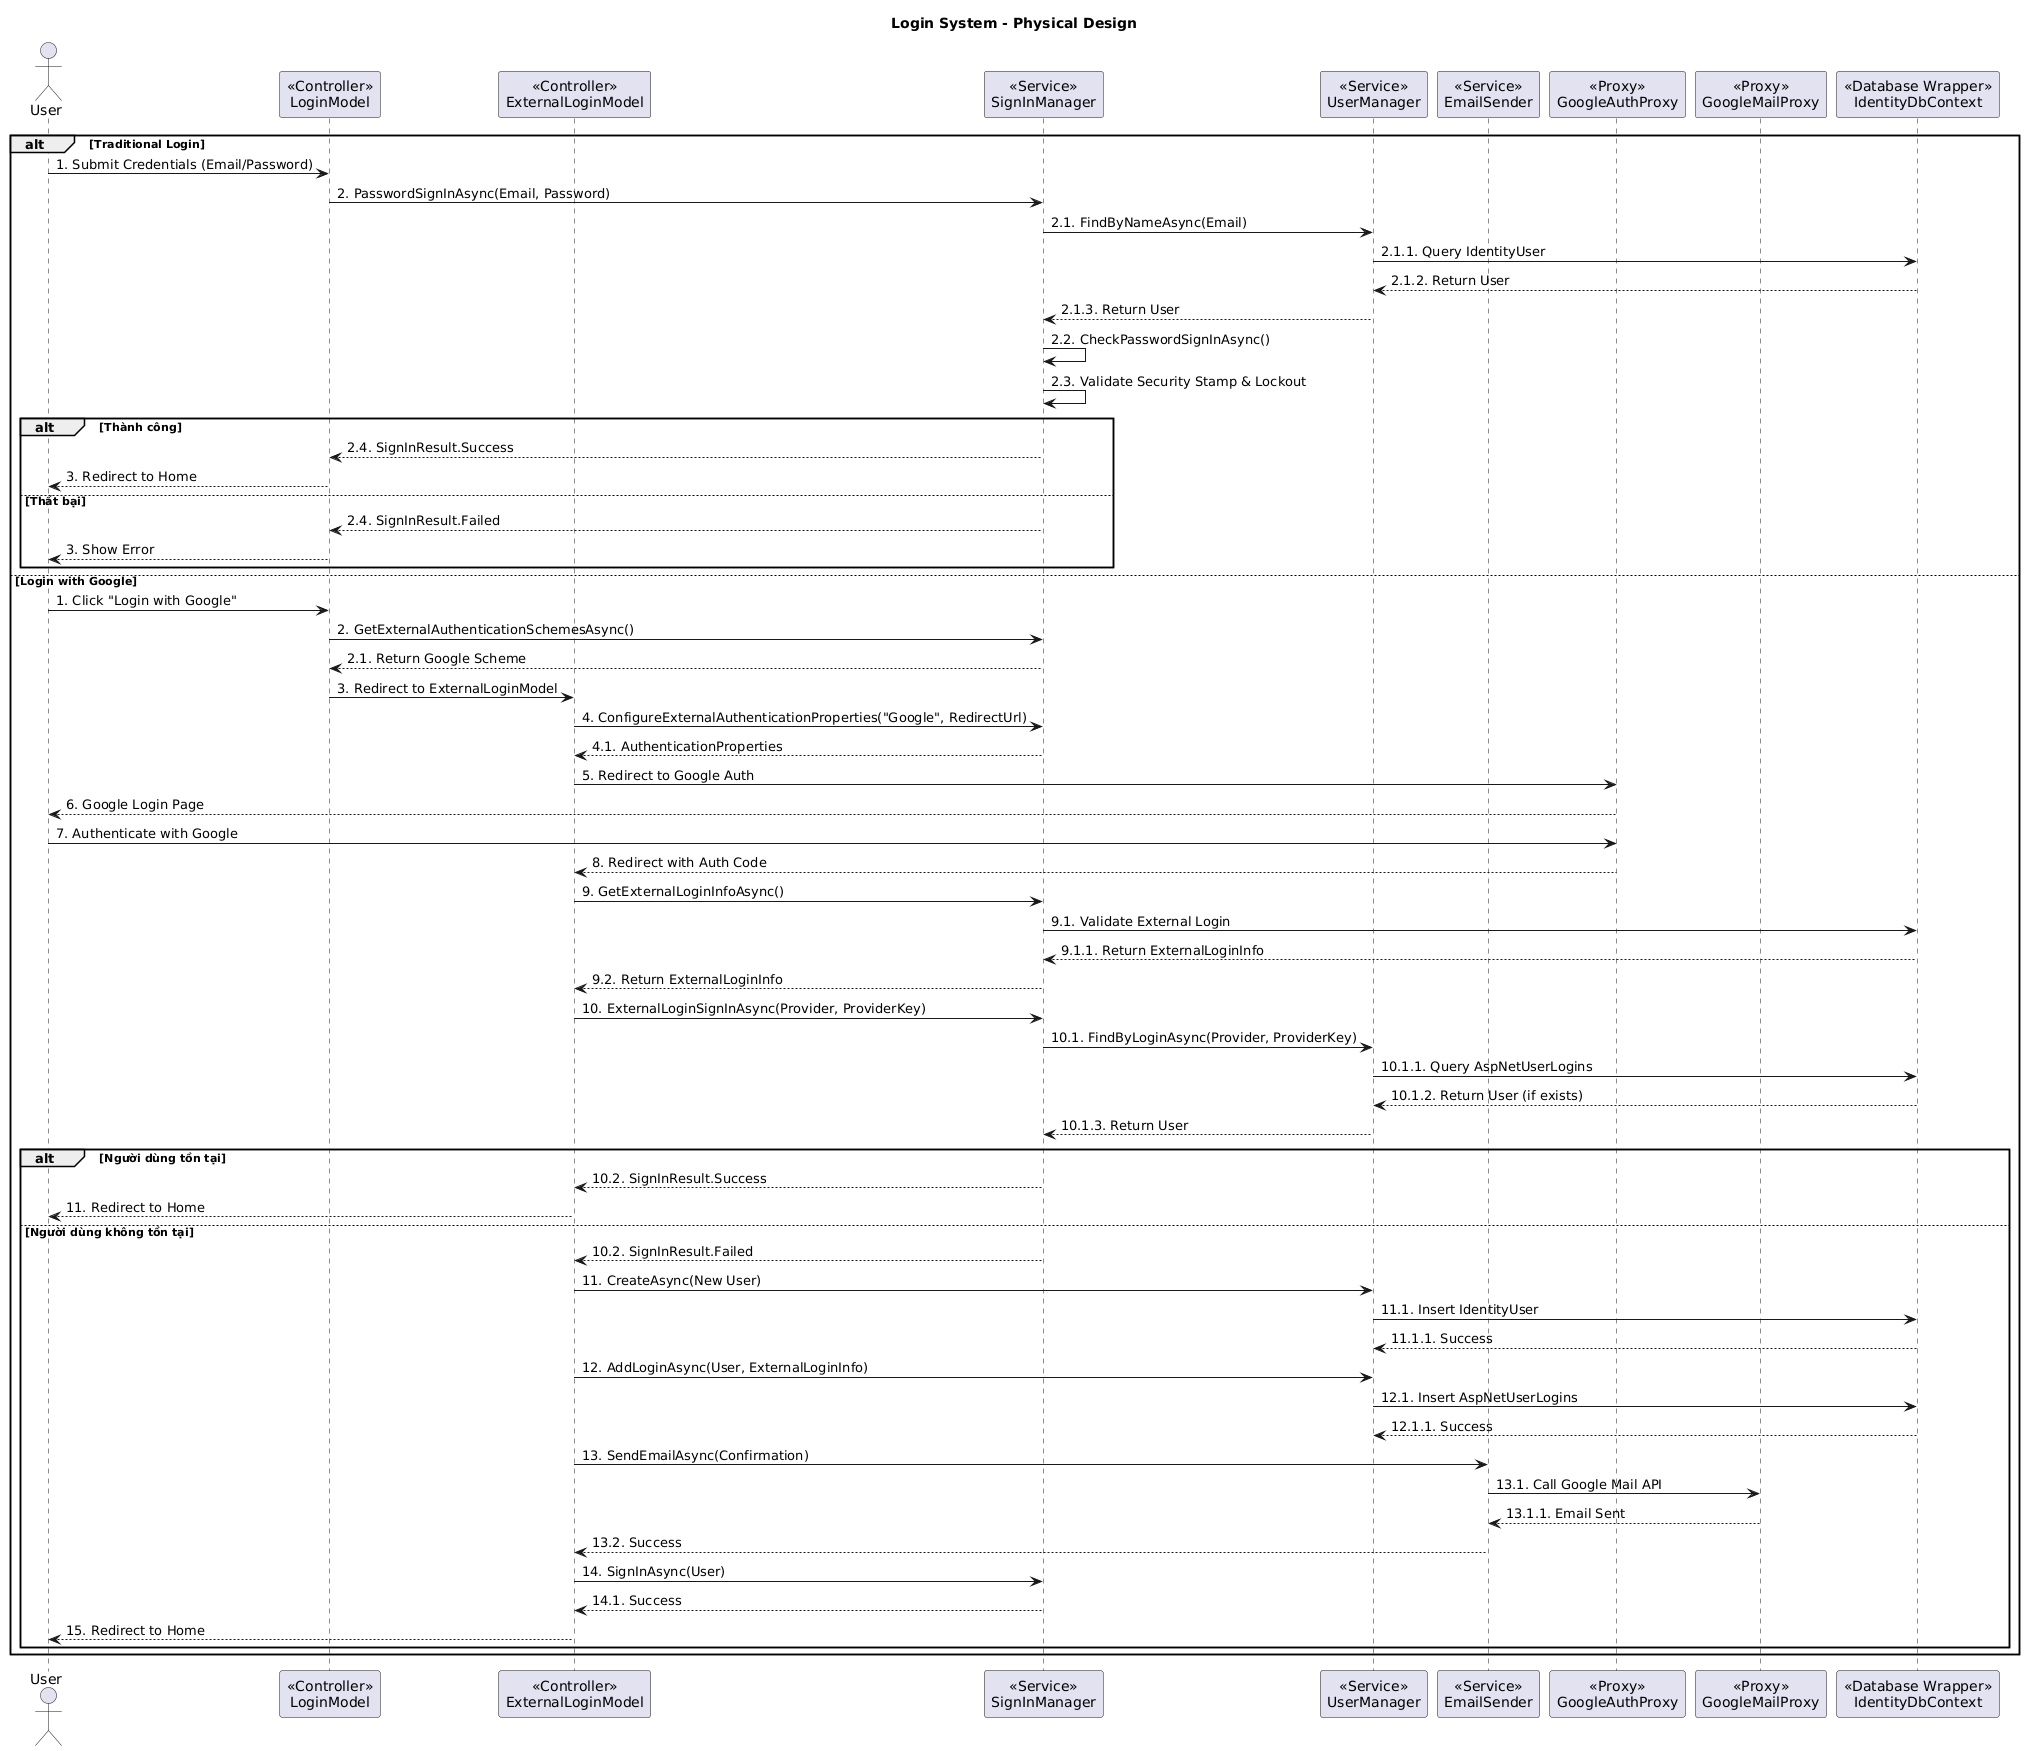 Login System - Physical Design
User
«Controller»
LoginModel
«Controller»
ExternalLoginModel
«Service»
SignInManager
«Service»
UserManager
«Service»
EmailSender
«Proxy»
GoogleAuthProxy
«Proxy»
GoogleMailProxy
«Database Wrapper»
IdentityDbContext
alt [Traditional Login]
1. Submit Credentials (Email/Password)
2. PasswordSignInAsync(Email, Password)
2.1. FindByNameAsync(Email)
2.1.1. Query IdentityUser
2.1.2. Return User
2.1.3. Return User
2.2. CheckPasswordSignInAsync()
2.3. Validate Security Stamp & Lockout
alt [Thành công]
2.4. SignInResult.Success
3. Redirect to Home
[Thất bại]
2.4. SignInResult.Failed
3. Show Error
[Login with Google]
1. Click "Login with Google"
2. GetExternalAuthenticationSchemesAsync()
2.1. Return Google Scheme
3. Redirect to ExternalLoginModel
4. ConfigureExternalAuthenticationProperties("Google", RedirectUrl)
4.1. AuthenticationProperties
5. Redirect to Google Auth
6. Google Login Page
7. Authenticate with Google
8. Redirect with Auth Code
9. GetExternalLoginInfoAsync()
9.1. Validate External Login
9.1.1. Return ExternalLoginInfo
9.2. Return ExternalLoginInfo
10. ExternalLoginSignInAsync(Provider, ProviderKey)
10.1. FindByLoginAsync(Provider, ProviderKey)
10.1.1. Query AspNetUserLogins
10.1.2. Return User (if exists)
10.1.3. Return User
alt [Người dùng tồn tại]
10.2. SignInResult.Success
11. Redirect to Home
[Người dùng không tồn tại]
10.2. SignInResult.Failed
11. CreateAsync(New User)
11.1. Insert IdentityUser
11.1.1. Success
12. AddLoginAsync(User, ExternalLoginInfo)
12.1. Insert AspNetUserLogins
12.1.1. Success
13. SendEmailAsync(Confirmation)
13.1. Call Google Mail API
13.1.1. Email Sent
13.2. Success
14. SignInAsync(User)
14.1. Success
15. Redirect to Home
User
«Controller»
LoginModel
«Controller»
ExternalLoginModel
«Service»
SignInManager
«Service»
UserManager
«Service»
EmailSender
«Proxy»
GoogleAuthProxy
«Proxy»
GoogleMailProxy
«Database Wrapper»
IdentityDbContext